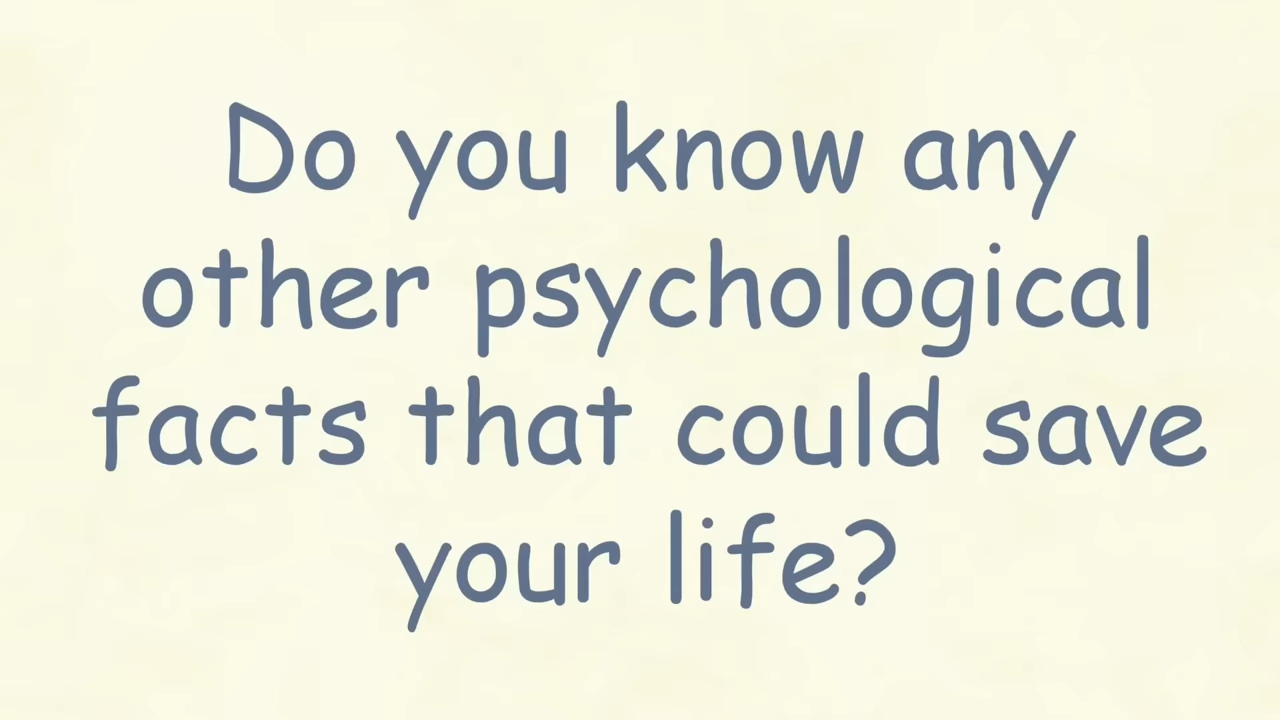 Do you know any
other psychological
facts that could save
your life?